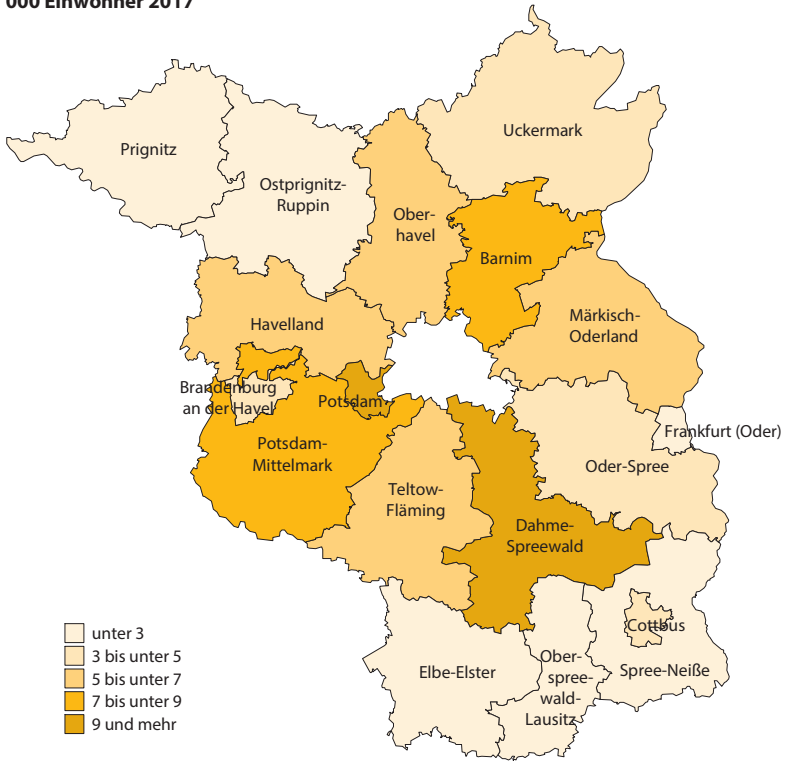 000 Einwohner 2017
Uckermark
Prignitz
Ostprignitz-
Ruppin
Ober-
havel
Barnim
Havelland
Märkisch-
Oderland
Brandenburg
an der Havel
Potsdam
Frankfurt (Oder)
Potsdam-
Mittelmark
Oder-Spree
Teltow-
Fläming
Dahme-
Spreewald
Cottbus
Elbe-Elster
Ober-
spree-
wald-
Lausitz
Spree-Neiße
unter 3
3 bis unter 5
5 bis unter 7
7 bis unter 9
9 und mehr